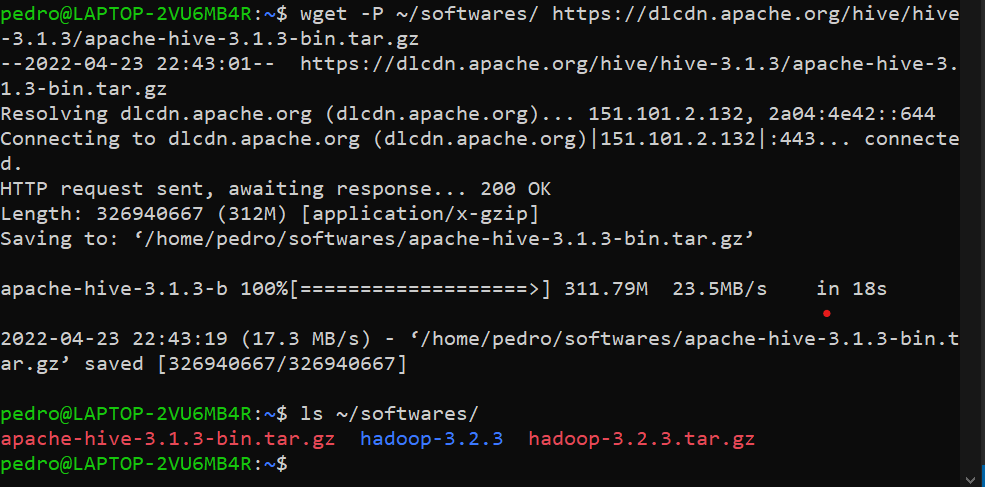 pedro@LAPTOP-2VU6MB4R:~$ wget -P ~/softwares/ https://dlcdn.apache.org/hive/hive
-3.1.3/apache-hive-3.1.3-bin.tar.gz
--2022-04-23 22:43:01--  https://dlcdn.apache.org/hive/hive-3.1.3/apache-hive-3.
1.3-bin.tar.gz
Resolving dlcdn.apache.org (dlcdn.apache.org)... 151.101.2.132, 2a04:4e42::644
Connecting to dlcdn.apache.org (dlcdn.apache.org)|151.101.2.132|:443... connecte
d.
HTTP request sent, awaiting response... 200 OK
Length: 326940667 (312M) [application/x-gzip]
Saving to: ‘/home/pedro/softwares/apache-hive-3.1.3-bin.tar.gz’
apache-hive-3.1.3-b 100%[===================>] 311.79M  23.5MB/s    in 18s
2022-04-23 22:43:19 (17.3 MB/s) - ‘/home/pedro/softwares/apache-hive-3.1.3-bin.t
ar.gz’ saved [326940667/326940667]
pedro@LAPTOP-2VU6MB4R:~$ ls ~/softwares/
apache-hive-3.1.3-bin.tar.gz  hadoop-3.2.3  hadoop-3.2.3.tar.gz
pedro@LAPTOP-2VU6MB4R:~$